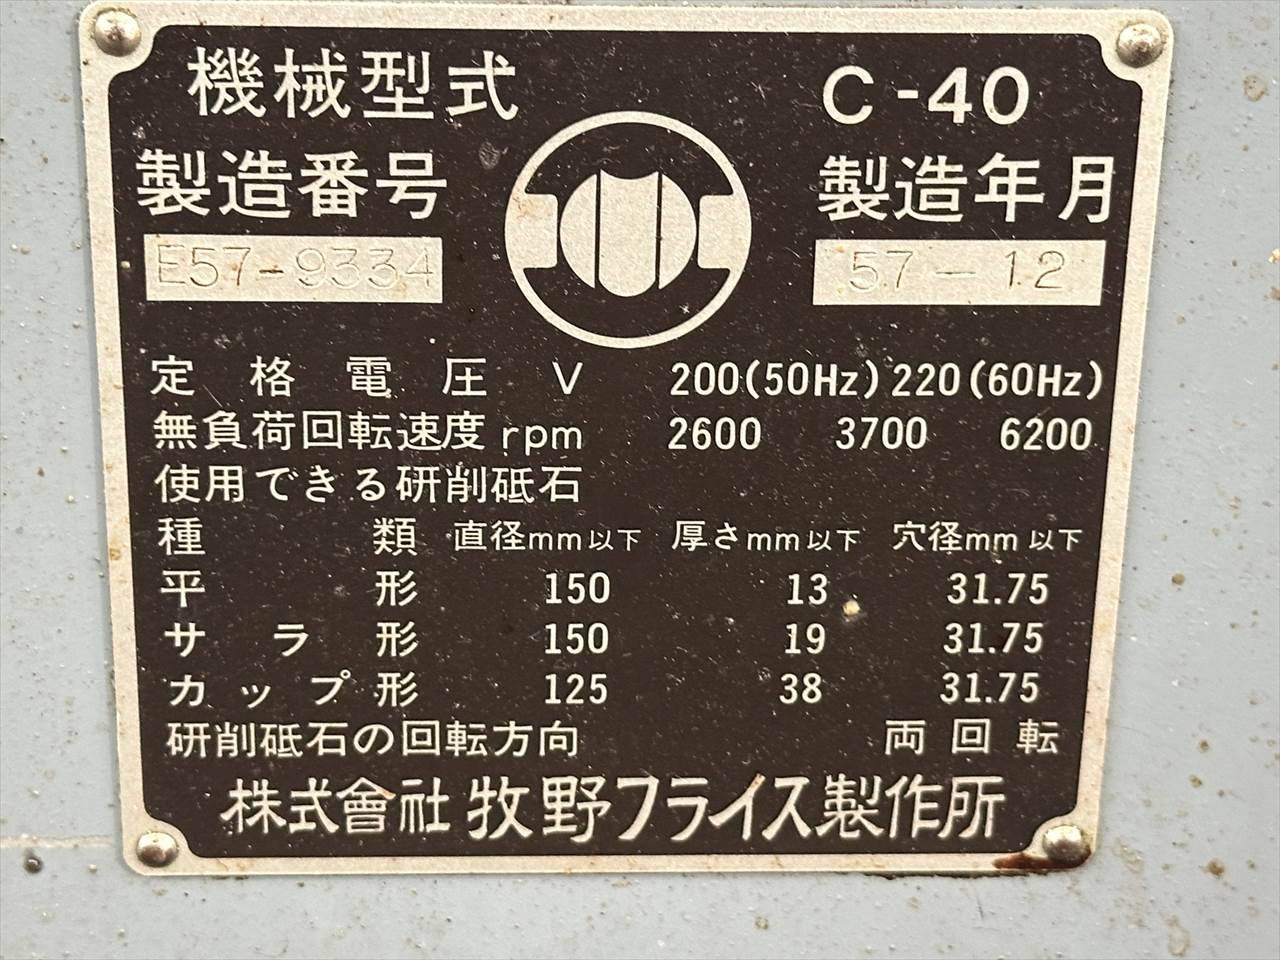 機械型式 C-40
製造番号 製造年月
E57-9334 57-12
定格電圧 V 200(50Hz) 220(60Hz)
無負荷回転速度 rpm 2600 3700 6200
使用できる研削砥石
種類 直径mm以下 厚さmm以下 穴径mm以下
平形 150 13 31.75
サラ形 150 19 31.75
カップ形 125 38 31.75
研削砥石の回転方向 両回転
株式會社 牧野フライス製作所